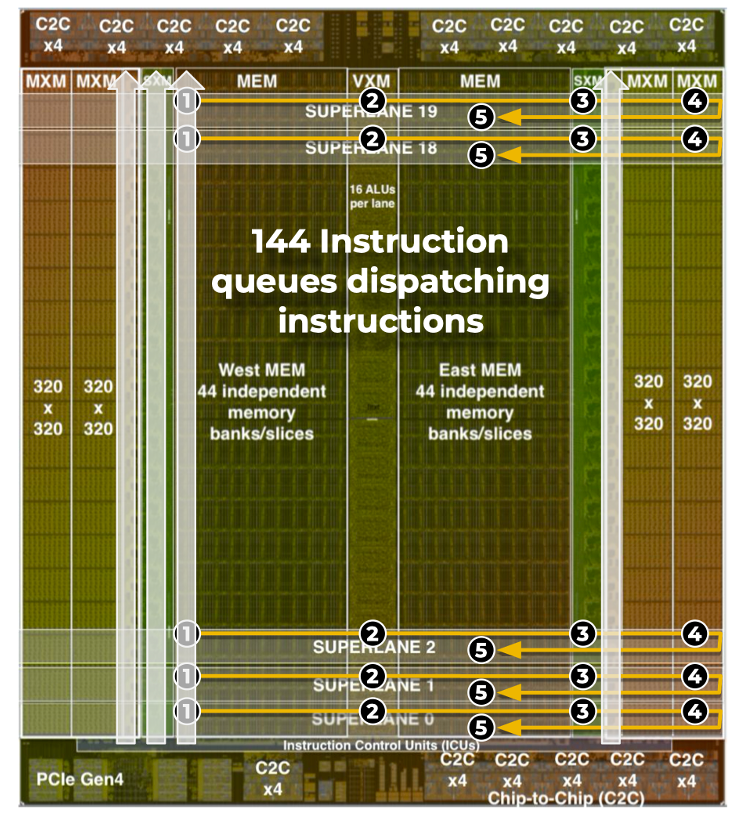 C2C C2C C2C C2C C2C C2C C2C C2C C2C C2C
x4 x4 x4 x4 x4 x4 x4 x4 x4 x4
MXM MXM SXM MEM VXM MEM SXM MXM MXM
1 2 3 4
SUPERLANE 19 5
1 2 3 4
SUPERLANE 18 5
16 ALUs
per lane
144 Instruction
queues dispatching
instructions
West MEM
44 independent
memory
banks/slices
East MEM
44 independent
memory
banks/slices
320
x
320
320
x
320
320
x
320
320
x
320
1 2 3 4
SUPERLANE 2 5
1 2 3 4
SUPERLANE 1 5
1 2 3 4
SUPERLANE 0 5
Instruction Control Units (ICUs)
PCIe Gen4
C2C
x4
C2C C2C C2C C2C C2C
x4 x4 x4 x4 x4
Chip-to-Chip (C2C)